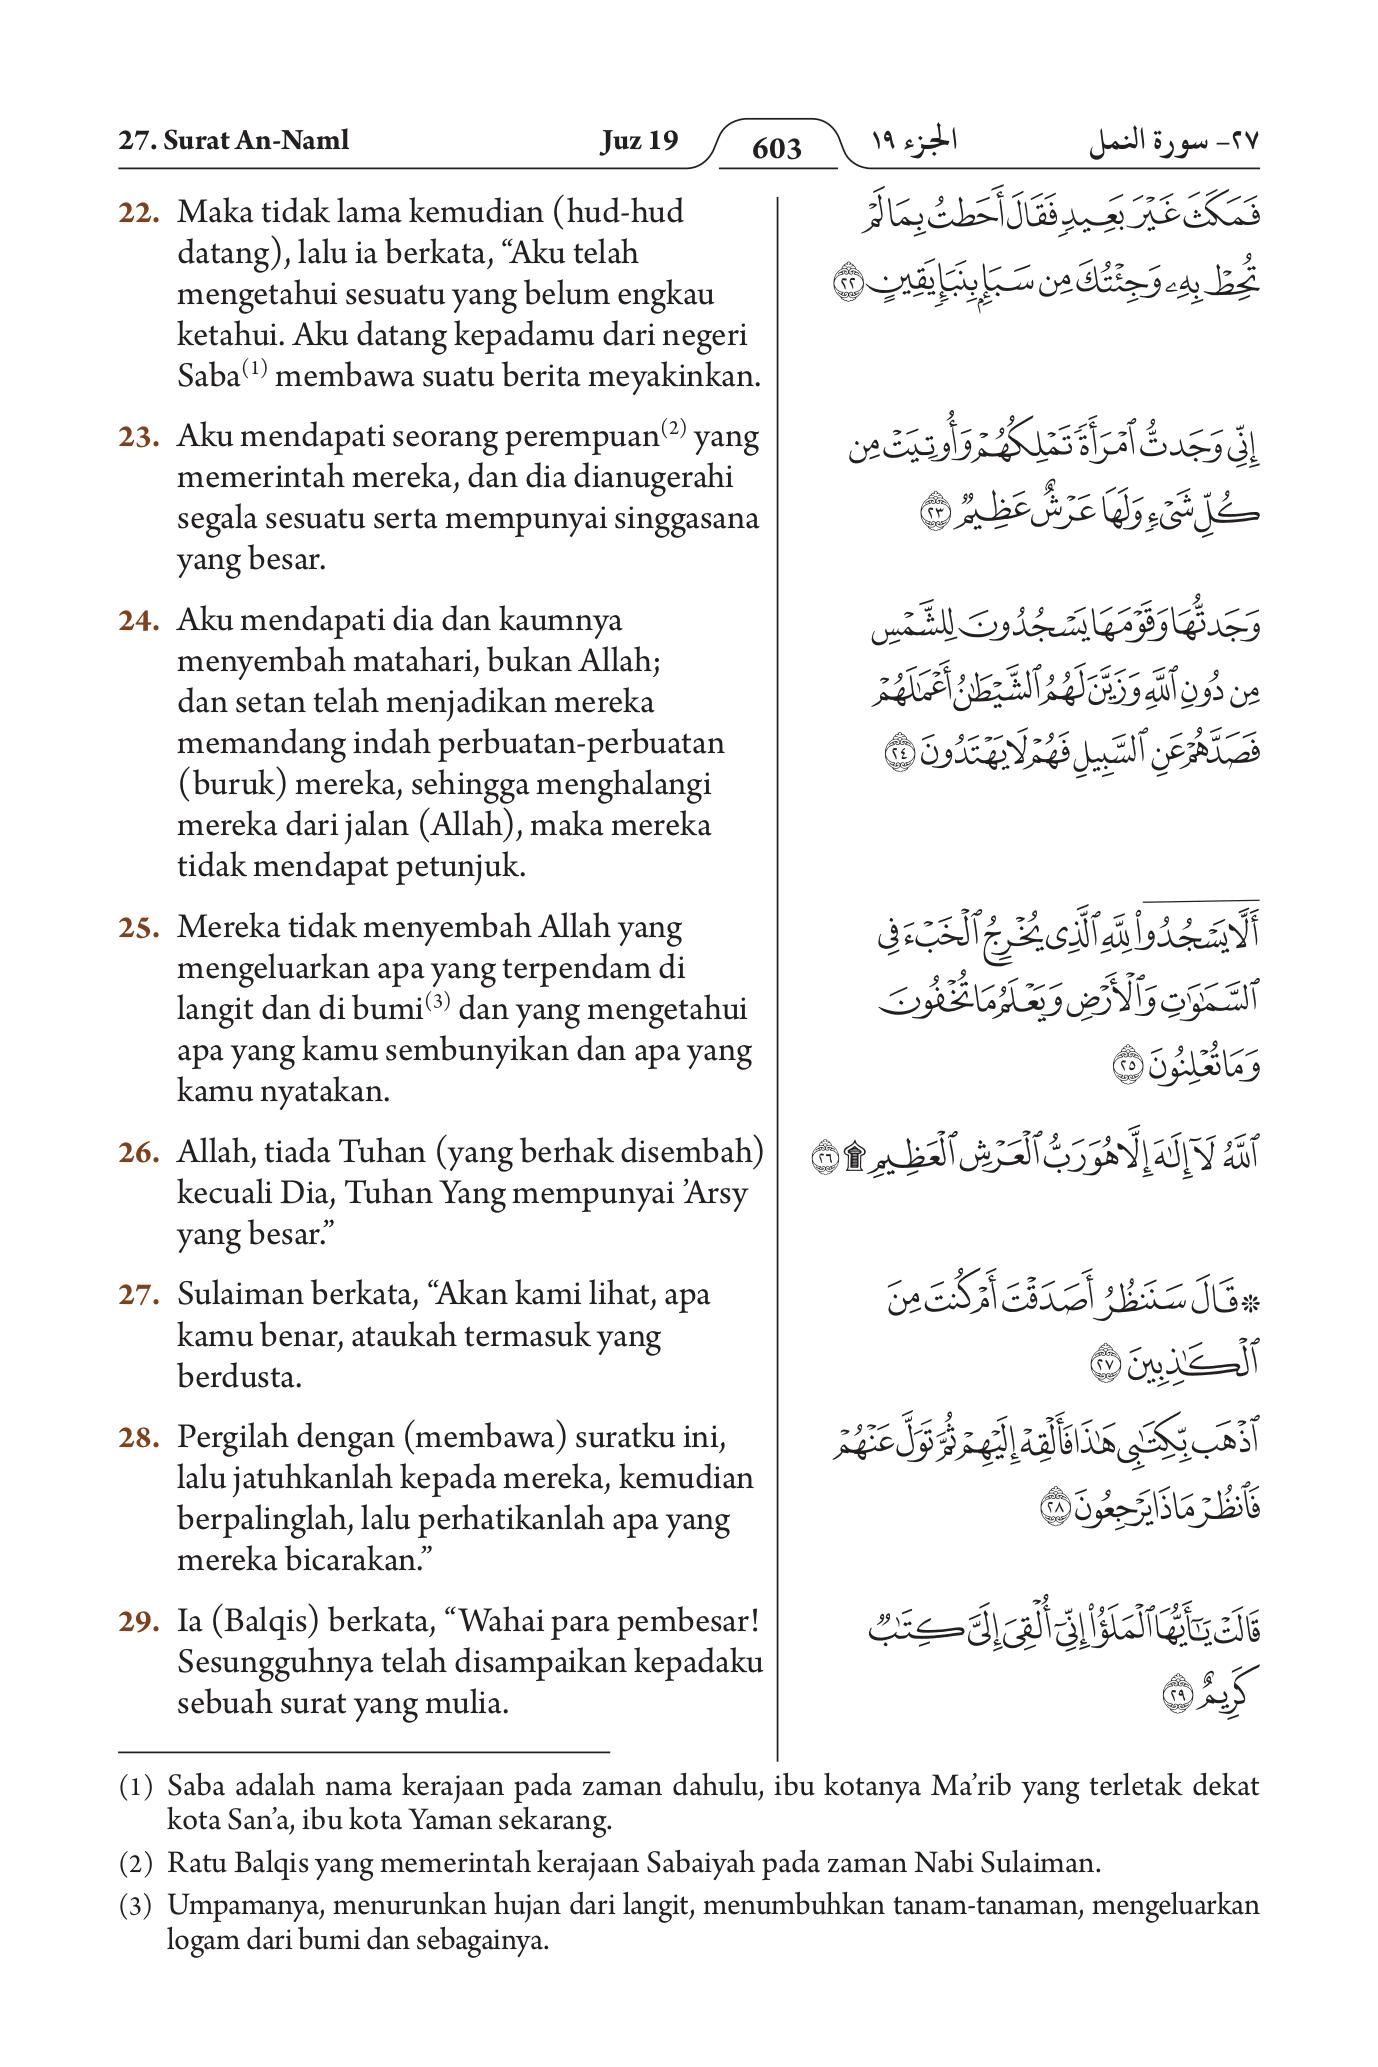 27. Surat An-Naml Juz 19 603 الجزء ١٩ ٢٧- سورة النمل
22. Maka tidak lama kemudian (hud-hud
datang), lalu ia berkata, “Aku telah
mengetahui sesuatu yang belum engkau
ketahui. Aku datang kepadamu dari negeri
Saba(1) membawa suatu berita meyakinkan.
23. Aku mendapati seorang perempuan(2) yang
memerintah mereka, dan dia dianugerahi
segala sesuatu serta mempunyai singgasana
yang besar.
24. Aku mendapati dia dan kaumnya
menyembah matahari, bukan Allah;
dan setan telah menjadikan mereka
memandang indah perbuatan-perbuatan
(buruk) mereka, sehingga menghalangi
mereka dari jalan (Allah), maka mereka
tidak mendapat petunjuk.
25. Mereka tidak menyembah Allah yang
mengeluarkan apa yang terpendam di
langit dan di bumi(3) dan yang mengetahui
apa yang kamu sembunyikan dan apa yang
kamu nyatakan.
26. Allah, tiada Tuhan (yang berhak disembah)
kecuali Dia, Tuhan Yang mempunyai ’Arsy
yang besar.”
27. Sulaiman berkata, “Akan kami lihat, apa
kamu benar, ataukah termasuk yang
berdusta.
28. Pergilah dengan (membawa) suratku ini,
lalu jatuhkanlah kepada mereka, kemudian
berpalinglah, lalu perhatikanlah apa yang
mereka bicarakan.”
29. Ia (Balqis) berkata, “Wahai para pembesar!
Sesungguhnya telah disampaikan kepadaku
sebuah surat yang mulia.
فَمَكَثَ غَيْرَ بَعِيدٍ فَقَالَ أَحَطتُ بِمَا لَمْ
تُحِطْ بِهِۦ وَجِئْتُكَ مِن سَبَإٍۭ بِنَبَإٍ يَقِينٍ ٢٢
إِنِّى وَجَدتُّ ٱمْرَأَةً تَمْلِكُهُمْ وَأُوتِيَتْ مِن
كُلِّ شَىْءٍ وَلَهَا عَرْشٌ عَظِيمٌ ٢٣
وَجَدتُّهَا وَقَوْمَهَا يَسْجُدُونَ لِلشَّمْسِ
مِن دُونِ ٱللَّهِ وَزَيَّنَ لَهُمُ ٱلشَّيْطَٰنُ أَعْمَٰلَهُمْ
فَصَدَّهُمْ عَنِ ٱلسَّبِيلِ فَهُمْ لَا يَهْتَدُونَ ٢٤
أَلَّا يَسْجُدُوا۟ لِلَّهِ ٱلَّذِى يُخْرِجُ ٱلْخَبْءَ فِى
ٱلسَّمَٰوَٰتِ وَٱلْأَرْضِ وَيَعْلَمُ مَا تُخْفُونَ
وَمَا تُعْلِنُونَ ٢٥
ٱللَّهُ لَآ إِلَٰهَ إِلَّا هُوَ رَبُّ ٱلْعَرْشِ ٱلْعَظِيمِ ۩ ٢٦
۞ قَالَ سَنَنظُرُ أَصَدَقْتَ أَمْ كُنتَ مِنَ
ٱلْكَٰذِبِينَ ٢٧
ٱذْهَب بِّكِتَٰبِى هَٰذَا فَأَلْقِهْ إِلَيْهِمْ ثُمَّ تَوَلَّ عَنْهُمْ
فَٱنظُرْ مَاذَا يَرْجِعُونَ ٢٨
قَالَتْ يَٰٓأَيُّهَا ٱلْمَلَؤُا۟ إِنِّىٓ أُلْقِىَ إِلَىَّ كِتَٰبٌ
كَرِيمٌ ٢٩
(1) Saba adalah nama kerajaan pada zaman dahulu, ibu kotanya Ma’rib yang terletak dekat
kota San’a, ibu kota Yaman sekarang.
(2) Ratu Balqis yang memerintah kerajaan Sabaiyah pada zaman Nabi Sulaiman.
(3) Umpamanya, menurunkan hujan dari langit, menumbuhkan tanam-tanaman, mengeluarkan
logam dari bumi dan sebagainya.